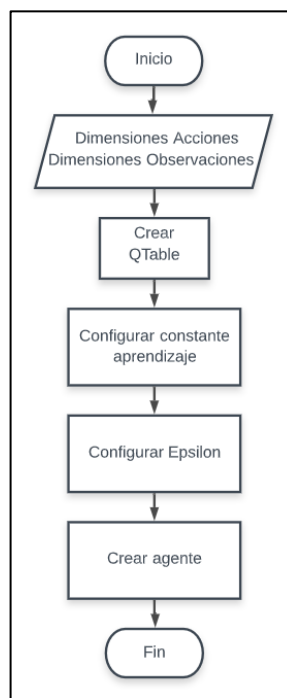 Inicio
Dimensiones Acciones
Dimensiones Observaciones
Crear
QTable
Configurar constante
aprendizaje
Configurar Epsilon
Crear agente
Fin